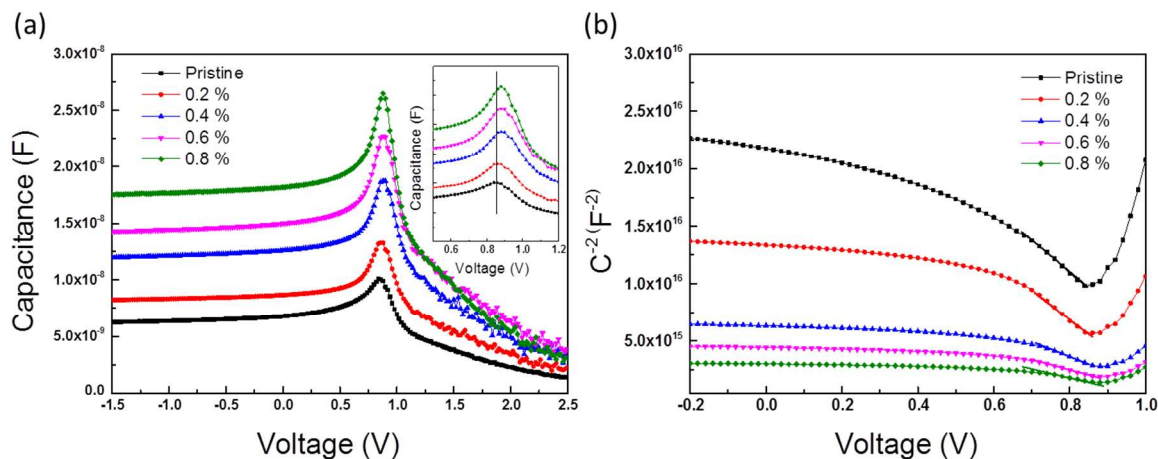 (a)
3.0x10⁻⁸
2.5x10⁻⁸
2.0x10⁻⁸
1.5x10⁻⁸
1.0x10⁻⁸
5.0x10⁻⁹
0.0
Capacitance (F)
Pristine
0.2 %
0.4 %
0.6 %
0.8 %
Capacitance (F)
0.6 0.8 1.0 1.2
Voltage (V)
-1.5 -1.0 -0.5 0.0 0.5 1.0 1.5 2.0 2.5
Voltage (V)
(b)
3.0x10¹⁶
2.5x10¹⁶
2.0x10¹⁶
1.5x10¹⁶
1.0x10¹⁶
5.0x10¹⁵
C⁻² (F⁻²)
Pristine
0.2 %
0.4 %
0.6 %
0.8 %
-0.2 0.0 0.2 0.4 0.6 0.8 1.0
Voltage (V)